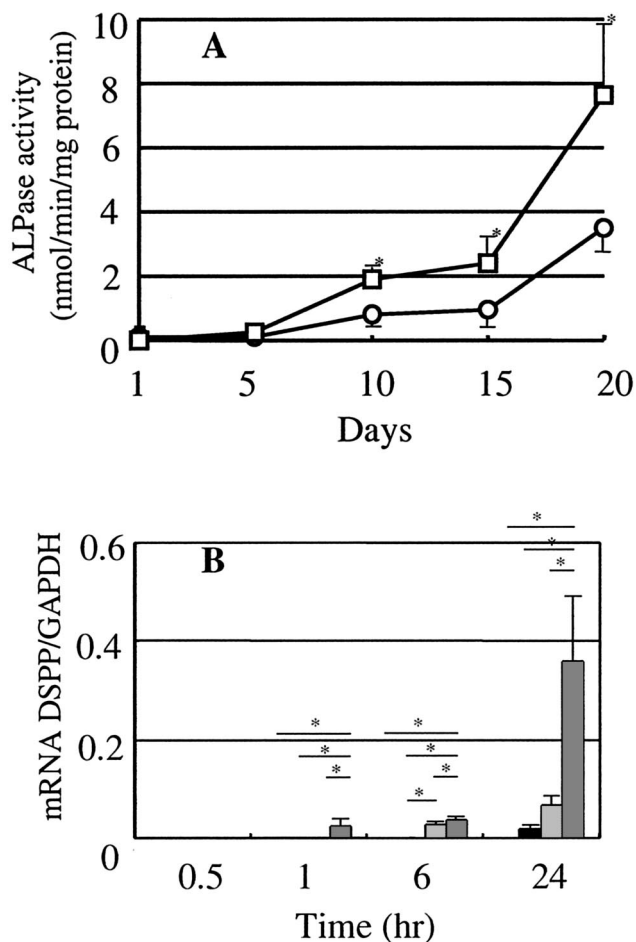 A
ALPase activity
(nmol/min/mg protein)
10
8
6
4
2
0
*
*
*
1 5 10 15 20
Days
B
mRNA DSPP/GAPDH
0.6
0.4
0.2
0
*
*
*
*
*
*
*
*
*
*
0.5 1 6 24
Time (hr)